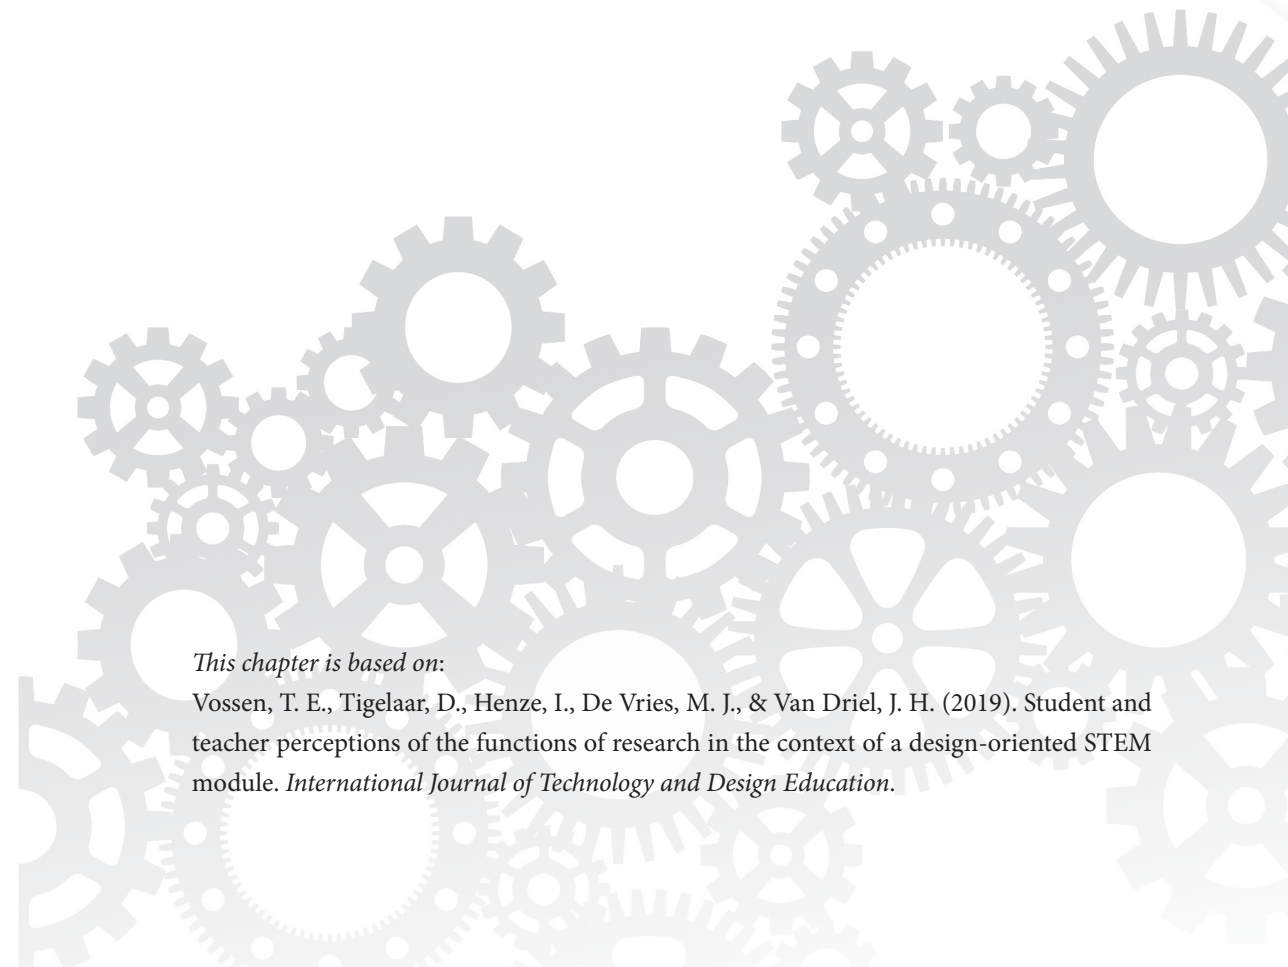 This chapter is based on:
Vossen, T. E., Tigelaar, D., Henze, I., De Vries, M. J., & Van Driel, J. H. (2019). Student and
teacher perceptions of the functions of research in the context of a design-oriented STEM
module. International Journal of Technology and Design Education.